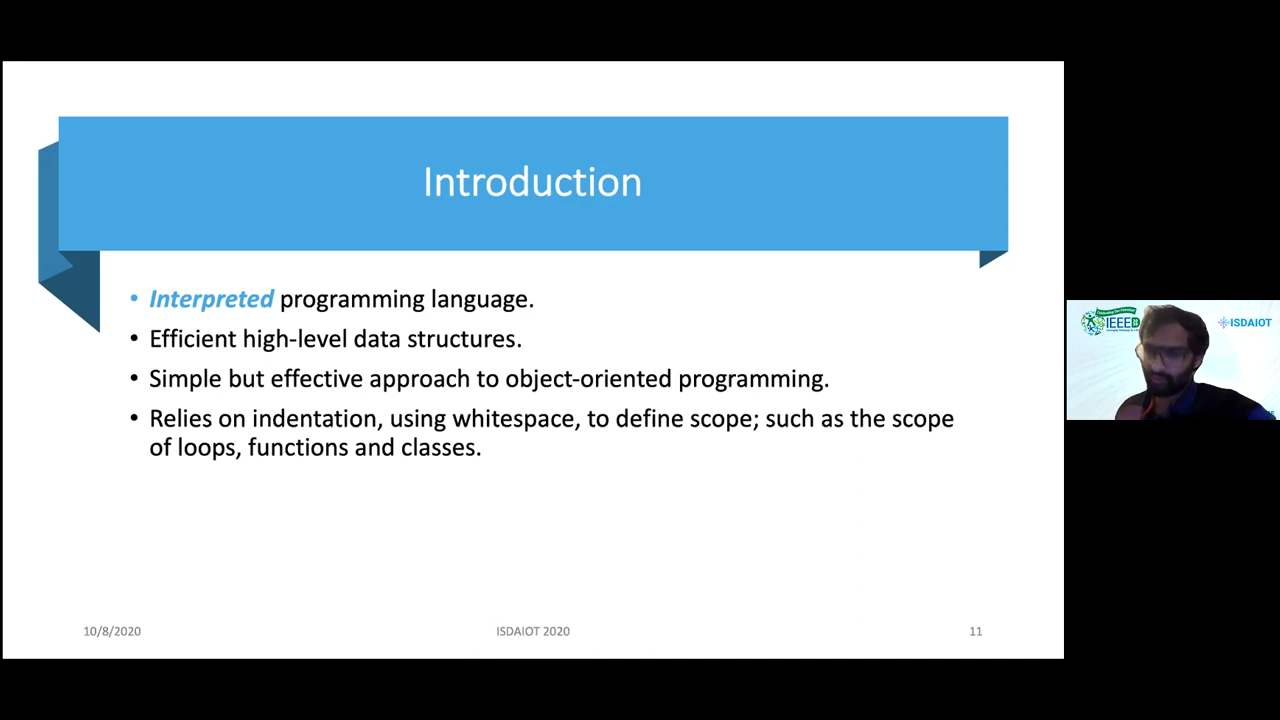 Introduction
• Interpreted programming language.
• Efficient high-level data structures.
• Simple but effective approach to object-oriented programming.
• Relies on indentation, using whitespace, to define scope; such as the scope
of loops, functions and classes.
10/8/2020
ISDAIOT 2020
11
IEEE
ISDAIOT